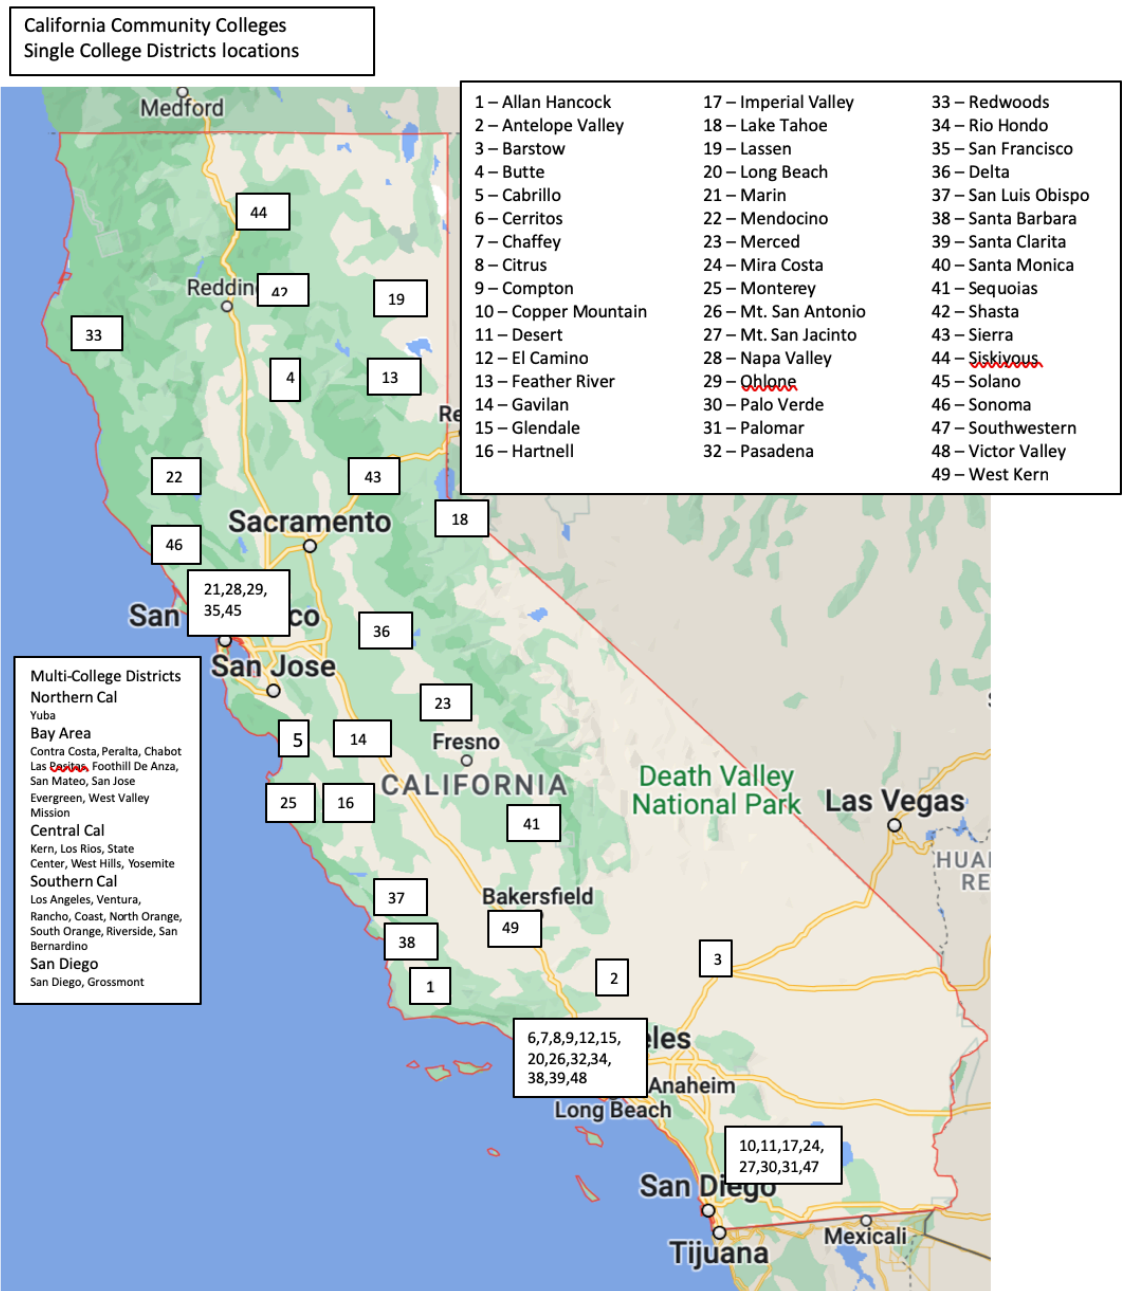 California Community Colleges
Single College Districts locations
1 – Allan Hancock
2 – Antelope Valley
3 – Barstow
4 – Butte
5 – Cabrillo
6 – Cerritos
7 – Chaffey
8 – Citrus
9 – Compton
10 – Copper Mountain
11 – Desert
12 – El Camino
13 – Feather River
14 – Gavilan
15 – Glendale
16 – Hartnell
17 – Imperial Valley
18 – Lake Tahoe
19 – Lassen
20 – Long Beach
21 – Marin
22 – Mendocino
23 – Merced
24 – Mira Costa
25 – Monterey
26 – Mt. San Antonio
27 – Mt. San Jacinto
28 – Napa Valley
29 – Ohlone
30 – Palo Verde
31 – Palomar
32 – Pasadena
33 – Redwoods
34 – Rio Hondo
35 – San Francisco
36 – Delta
37 – San Luis Obispo
38 – Santa Barbara
39 – Santa Clarita
40 – Santa Monica
41 – Sequoias
42 – Shasta
43 – Sierra
44 – Siskiyous
45 – Solano
46 – Sonoma
47 – Southwestern
48 – Victor Valley
49 – West Kern
Medford
44
Reddin
42
19
33
4
13
Re
22
43
18
Sacramento
46
21,28,29,
35,45
San
co
36
San Jose
23
5
14
Fresno
CALIFORNIA
25
16
41
Death Valley
National Park
Las Vegas
HUAL
RE
37
Bakersfield
49
38
3
2
1
6,7,8,9,12,15,
20,26,32,34,
38,39,48
eles
Anaheim
Long Beach
10,11,17,24,
27,30,31,47
San Diego
Mexicali
Tijuana
Multi-College Districts
Northern Cal
Yuba
Bay Area
Contra Costa, Peralta, Chabot
Las Pasitas, Foothill De Anza,
San Mateo, San Jose
Evergreen, West Valley
Mission
Central Cal
Kern, Los Rios, State
Center, West Hills, Yosemite
Southern Cal
Los Angeles, Ventura,
Rancho, Coast, North Orange,
South Orange, Riverside, San
Bernardino
San Diego
San Diego, Grossmont